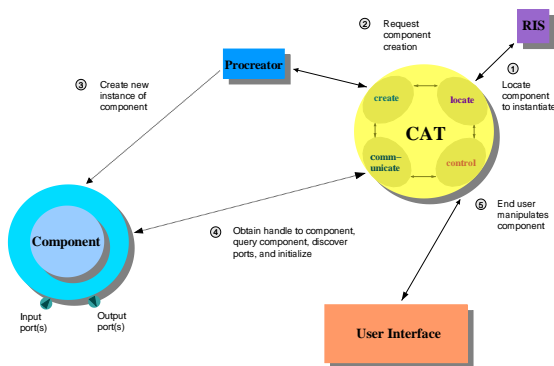 ② Request
component
creation
RIS
Procreator
①
Locate
component
to instantiate
③ Create new
instance of
component
create
locate
CAT
comm–
unicate
control
⑤ End user
manipulates
component
④ Obtain handle to component,
query component, discover
ports, and initialize
Component
Input
port(s)
Output
port(s)
User Interface